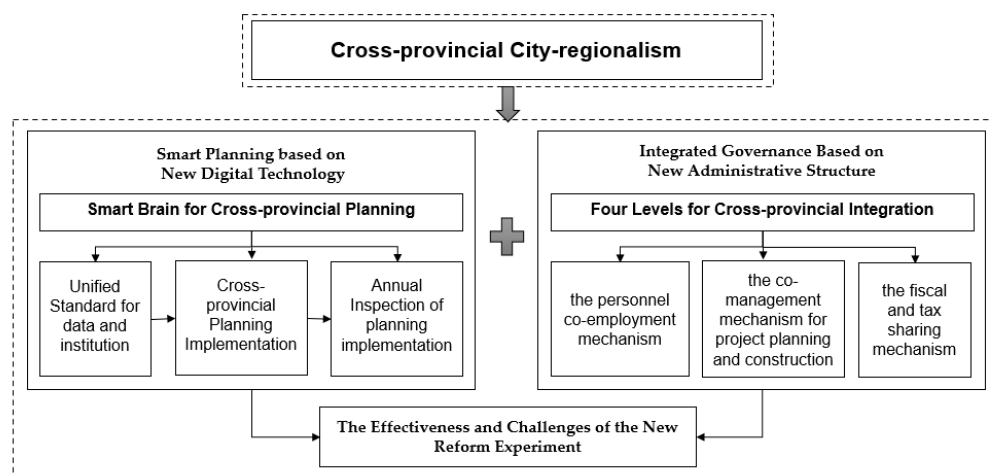 Cross-provincial City-regionalism
Smart Planning based on
New Digital Technology
Smart Brain for Cross-provincial Planning
Unified
Standard for
data and
institution
Cross-
provincial
Planning
Implementation
Annual
Inspection of
planning
implementation
Integrated Governance Based on
New Administrative Structure
Four Levels for Cross-provincial Integration
the personnel
co-employment
mechanism
the co-
management
mechanism for
project planning
and construction
the fiscal
and tax
sharing
mechanism
The Effectiveness and Challenges of the New
Reform Experiment